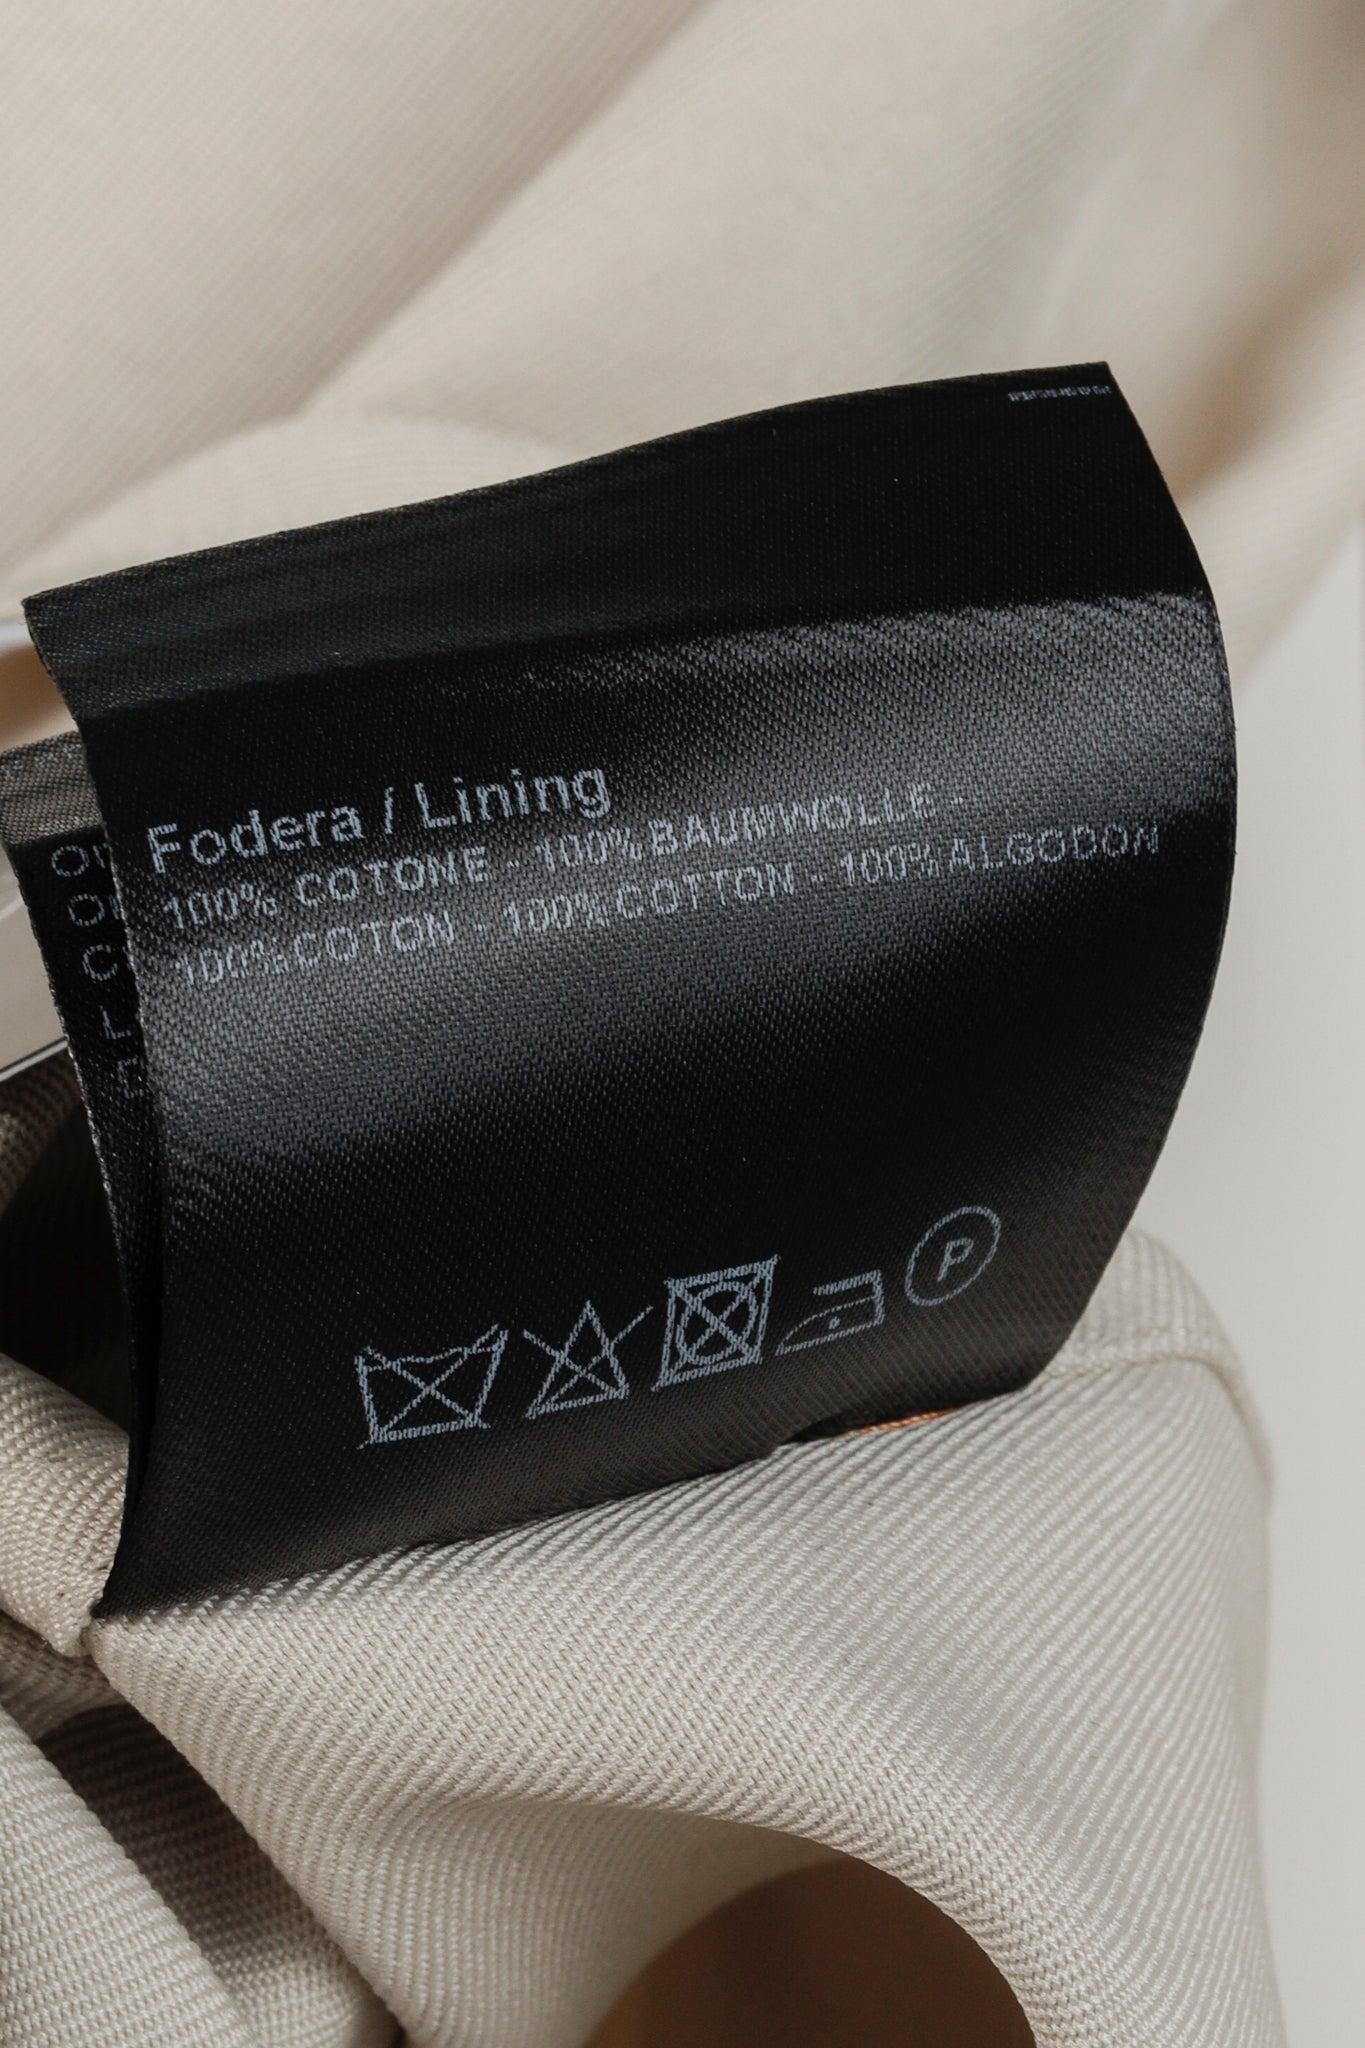 Fodera / Lining
100% COTONE - 100% BAUMWOLLE -
100% COTON - 100% COTTON - 100% ALGODON
P